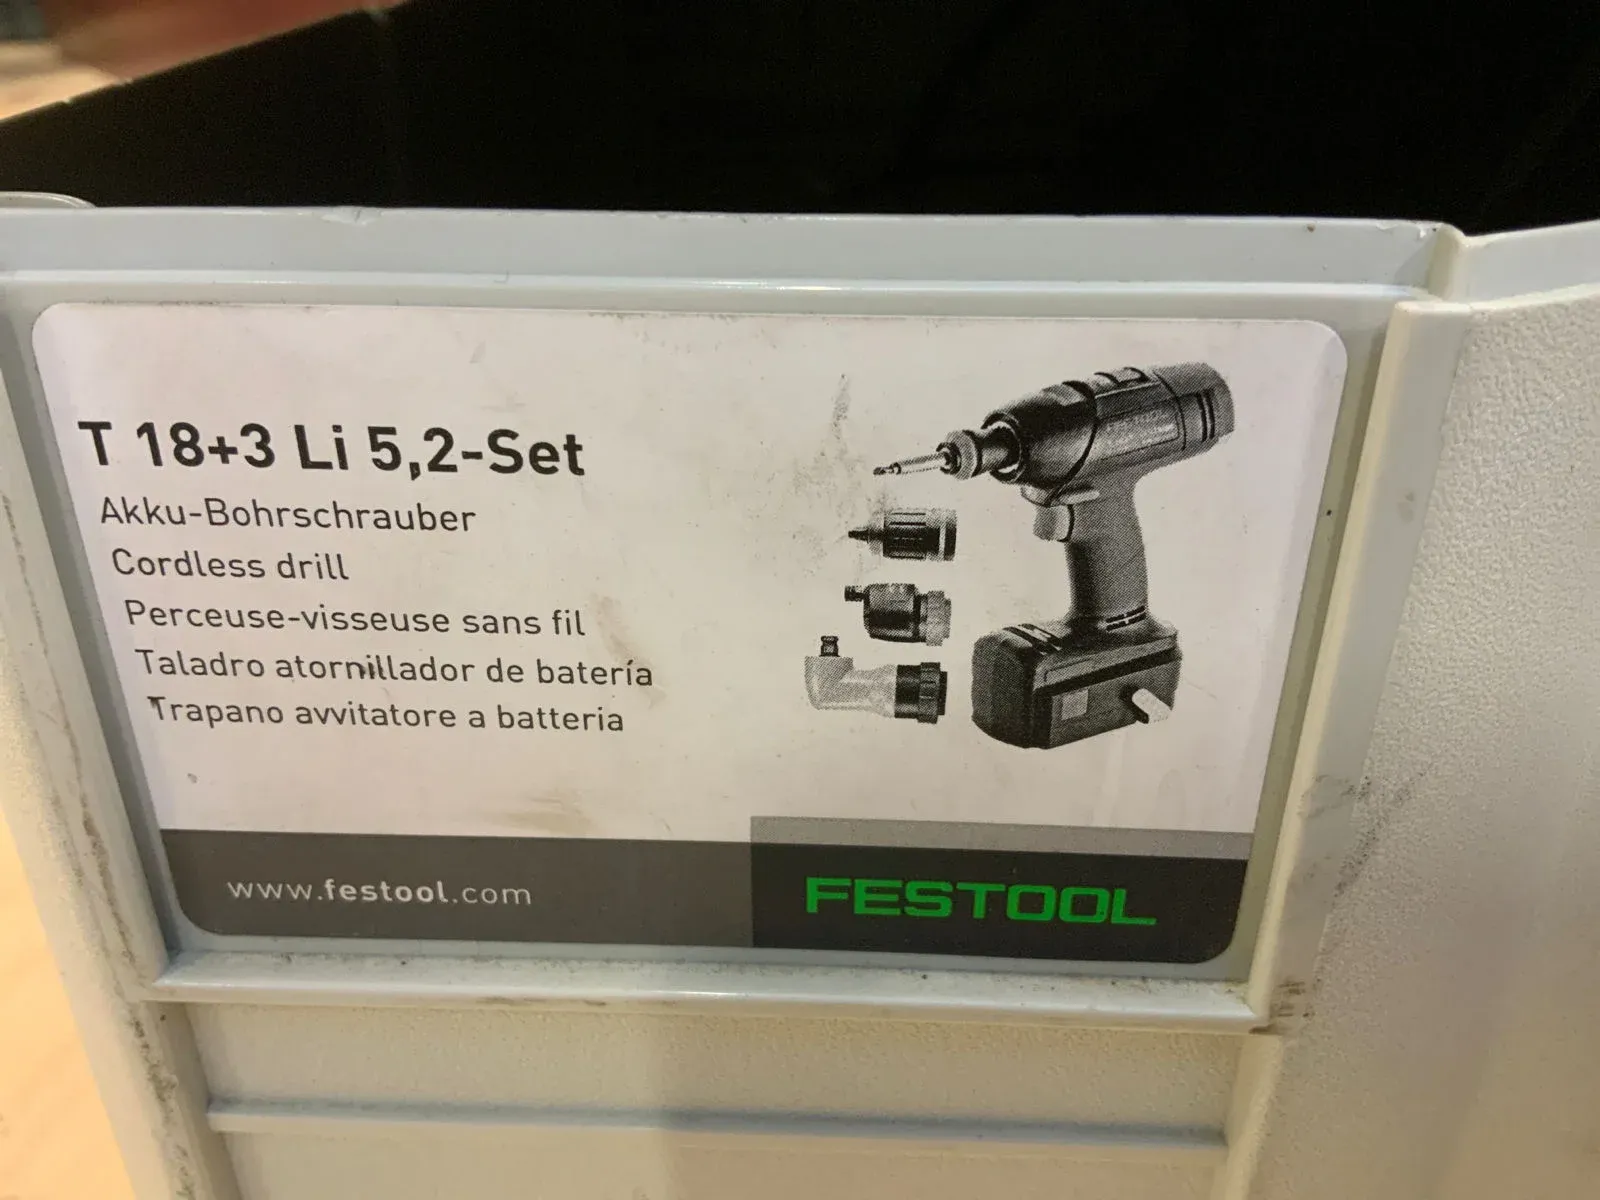 T 18+3 Li 5,2-Set
Akku-Bohrschrauber
Cordless drill
Perceuse-visseuse sans fil
Taladro atornillador de batería
Trapano avvitatore a batteria
www.festool.com
FESTOOL